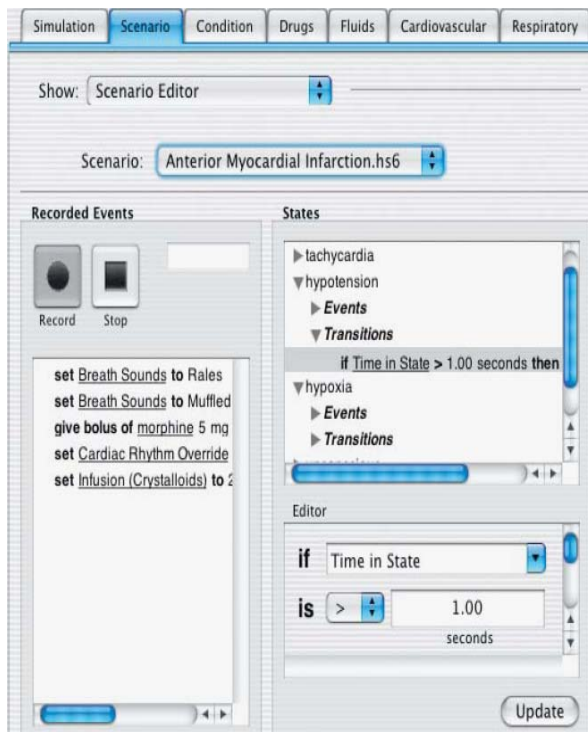 Simulation Scenario Condition Drugs Fluids Cardiovascular Respiratory
Show: Scenario Editor
Scenario: Anterior Myocardial Infarction.hs6
Recorded Events
Record Stop
set Breath Sounds to Rales
set Breath Sounds to Muffled
give bolus of morphine 5 mg
set Cardiac Rhythm Override
set Infusion (Crystalloids) to 2
States
tachycardia
hypotension
Events
Transitions
if Time in State > 1.00 seconds then
hypoxia
Events
Transitions
Editor
if Time in State
is > 1.00
seconds
Update